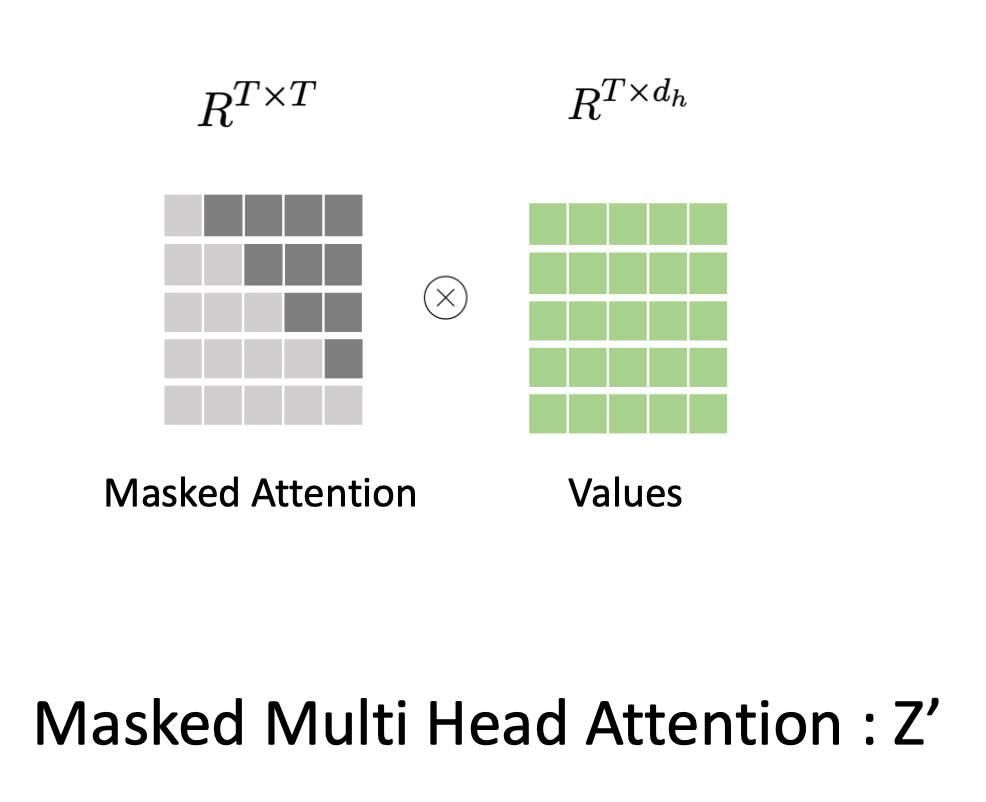 R^{T×T}
R^{T×d_h}
Masked Attention
Values
Masked Multi Head Attention : Z’